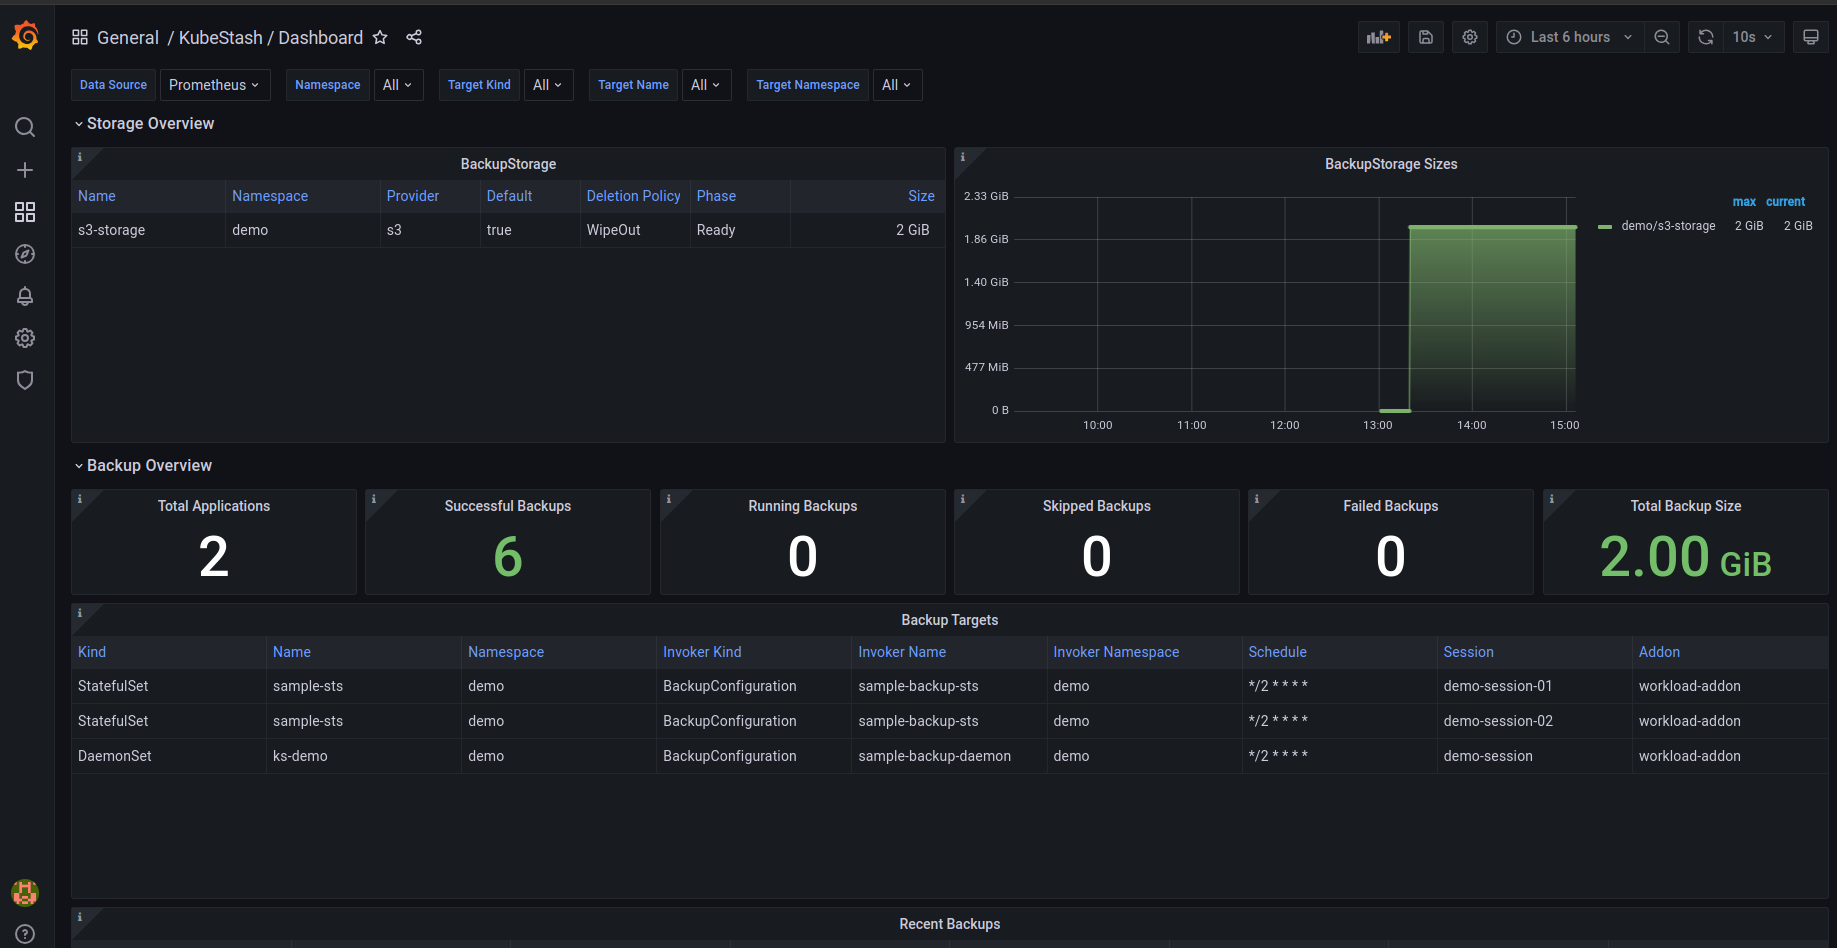 General / KubeStash / Dashboard
Last 6 hours
10s
Data Source Prometheus Namespace All Target Kind All Target Name All Target Namespace All
Storage Overview
BackupStorage
Name Namespace Provider Default Deletion Policy Phase Size
s3-storage demo s3 true WipeOut Ready 2 GiB
BackupStorage Sizes
2.33 GiB
1.86 GiB
1.40 GiB
954 MiB
477 MiB
0 B
10:00 11:00 12:00 13:00 14:00 15:00
max current
demo/s3-storage 2 GiB 2 GiB
Backup Overview
Total Applications
2
Successful Backups
6
Running Backups
0
Skipped Backups
0
Failed Backups
0
Total Backup Size
2.00 GiB
Backup Targets
Kind Name Namespace Invoker Kind Invoker Name Invoker Namespace Schedule Session Addon
StatefulSet sample-sts demo BackupConfiguration sample-backup-sts demo */2 * * * * demo-session-01 workload-addon
StatefulSet sample-sts demo BackupConfiguration sample-backup-sts demo */2 * * * * demo-session-02 workload-addon
DaemonSet ks-demo demo BackupConfiguration sample-backup-daemon demo */2 * * * * demo-session workload-addon
Recent Backups